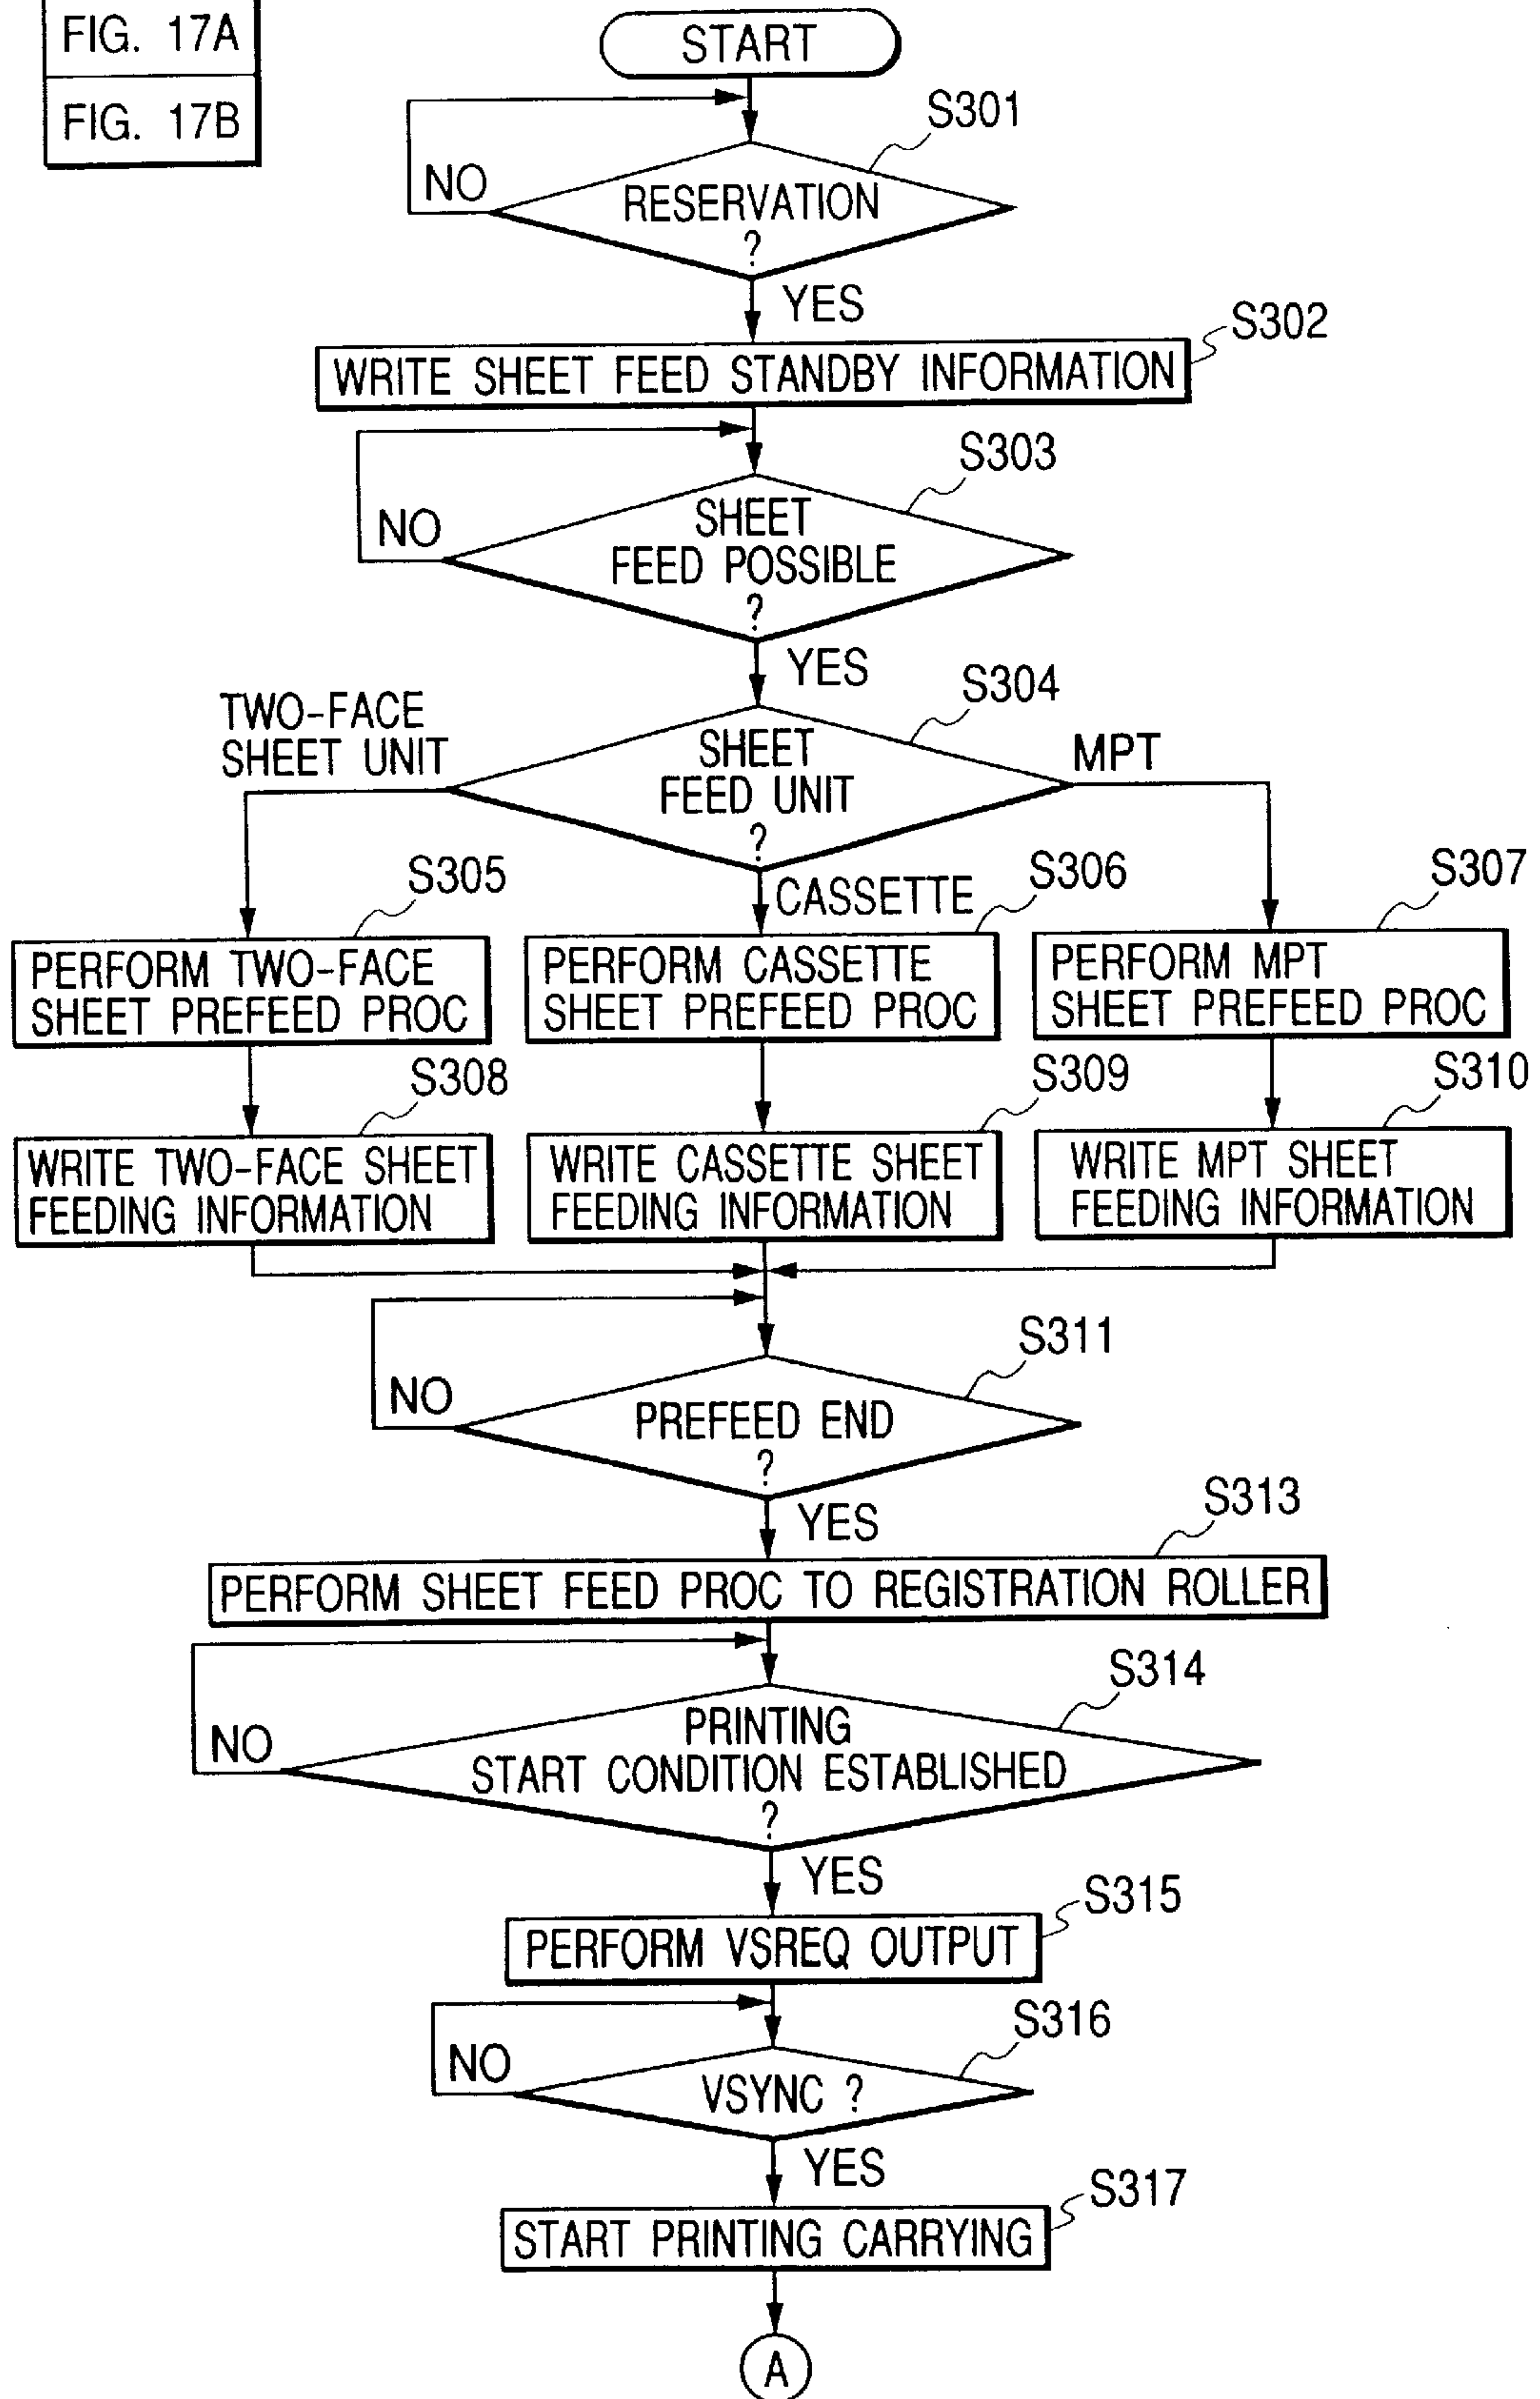 FIG. 17A
FIG. 17B
START
S301
NO
RESERVATION
?
YES
S302
WRITE SHEET FEED STANDBY INFORMATION
S303
NO
SHEET
FEED POSSIBLE
?
YES
S304
TWO-FACE
SHEET UNIT
SHEET
FEED UNIT
?
MPT
CASSETTE
S305
S306
S307
PERFORM TWO-FACE
SHEET PREFEED PROC
PERFORM CASSETTE
SHEET PREFEED PROC
PERFORM MPT
SHEET PREFEED PROC
S308
S309
S310
WRITE TWO-FACE SHEET
FEEDING INFORMATION
WRITE CASSETTE SHEET
FEEDING INFORMATION
WRITE MPT SHEET
FEEDING INFORMATION
S311
NO
PREFEED END
?
YES
S313
PERFORM SHEET FEED PROC TO REGISTRATION ROLLER
S314
NO
PRINTING
START CONDITION ESTABLISHED
?
YES
S315
PERFORM VSREQ OUTPUT
S316
NO
VSYNC ?
YES
S317
START PRINTING CARRYING
A